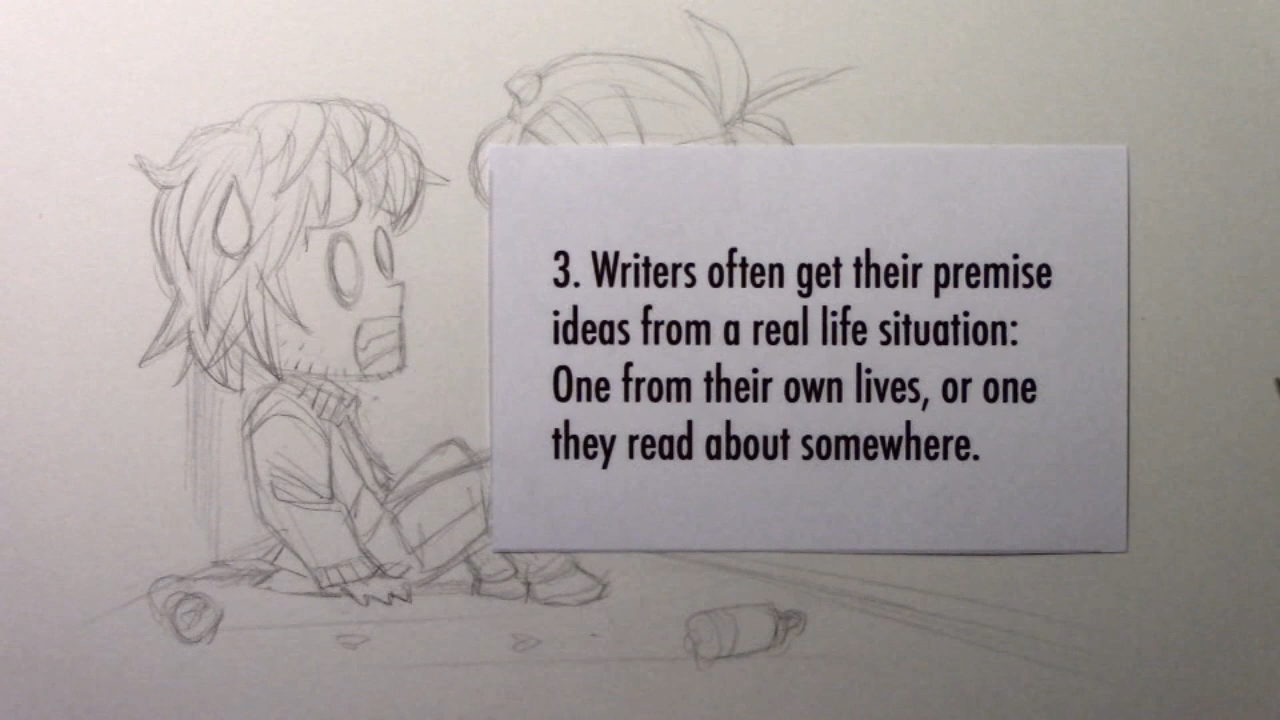 3. Writers often get their premise
ideas from a real life situation:
One from their own lives, or one
they read about somewhere.